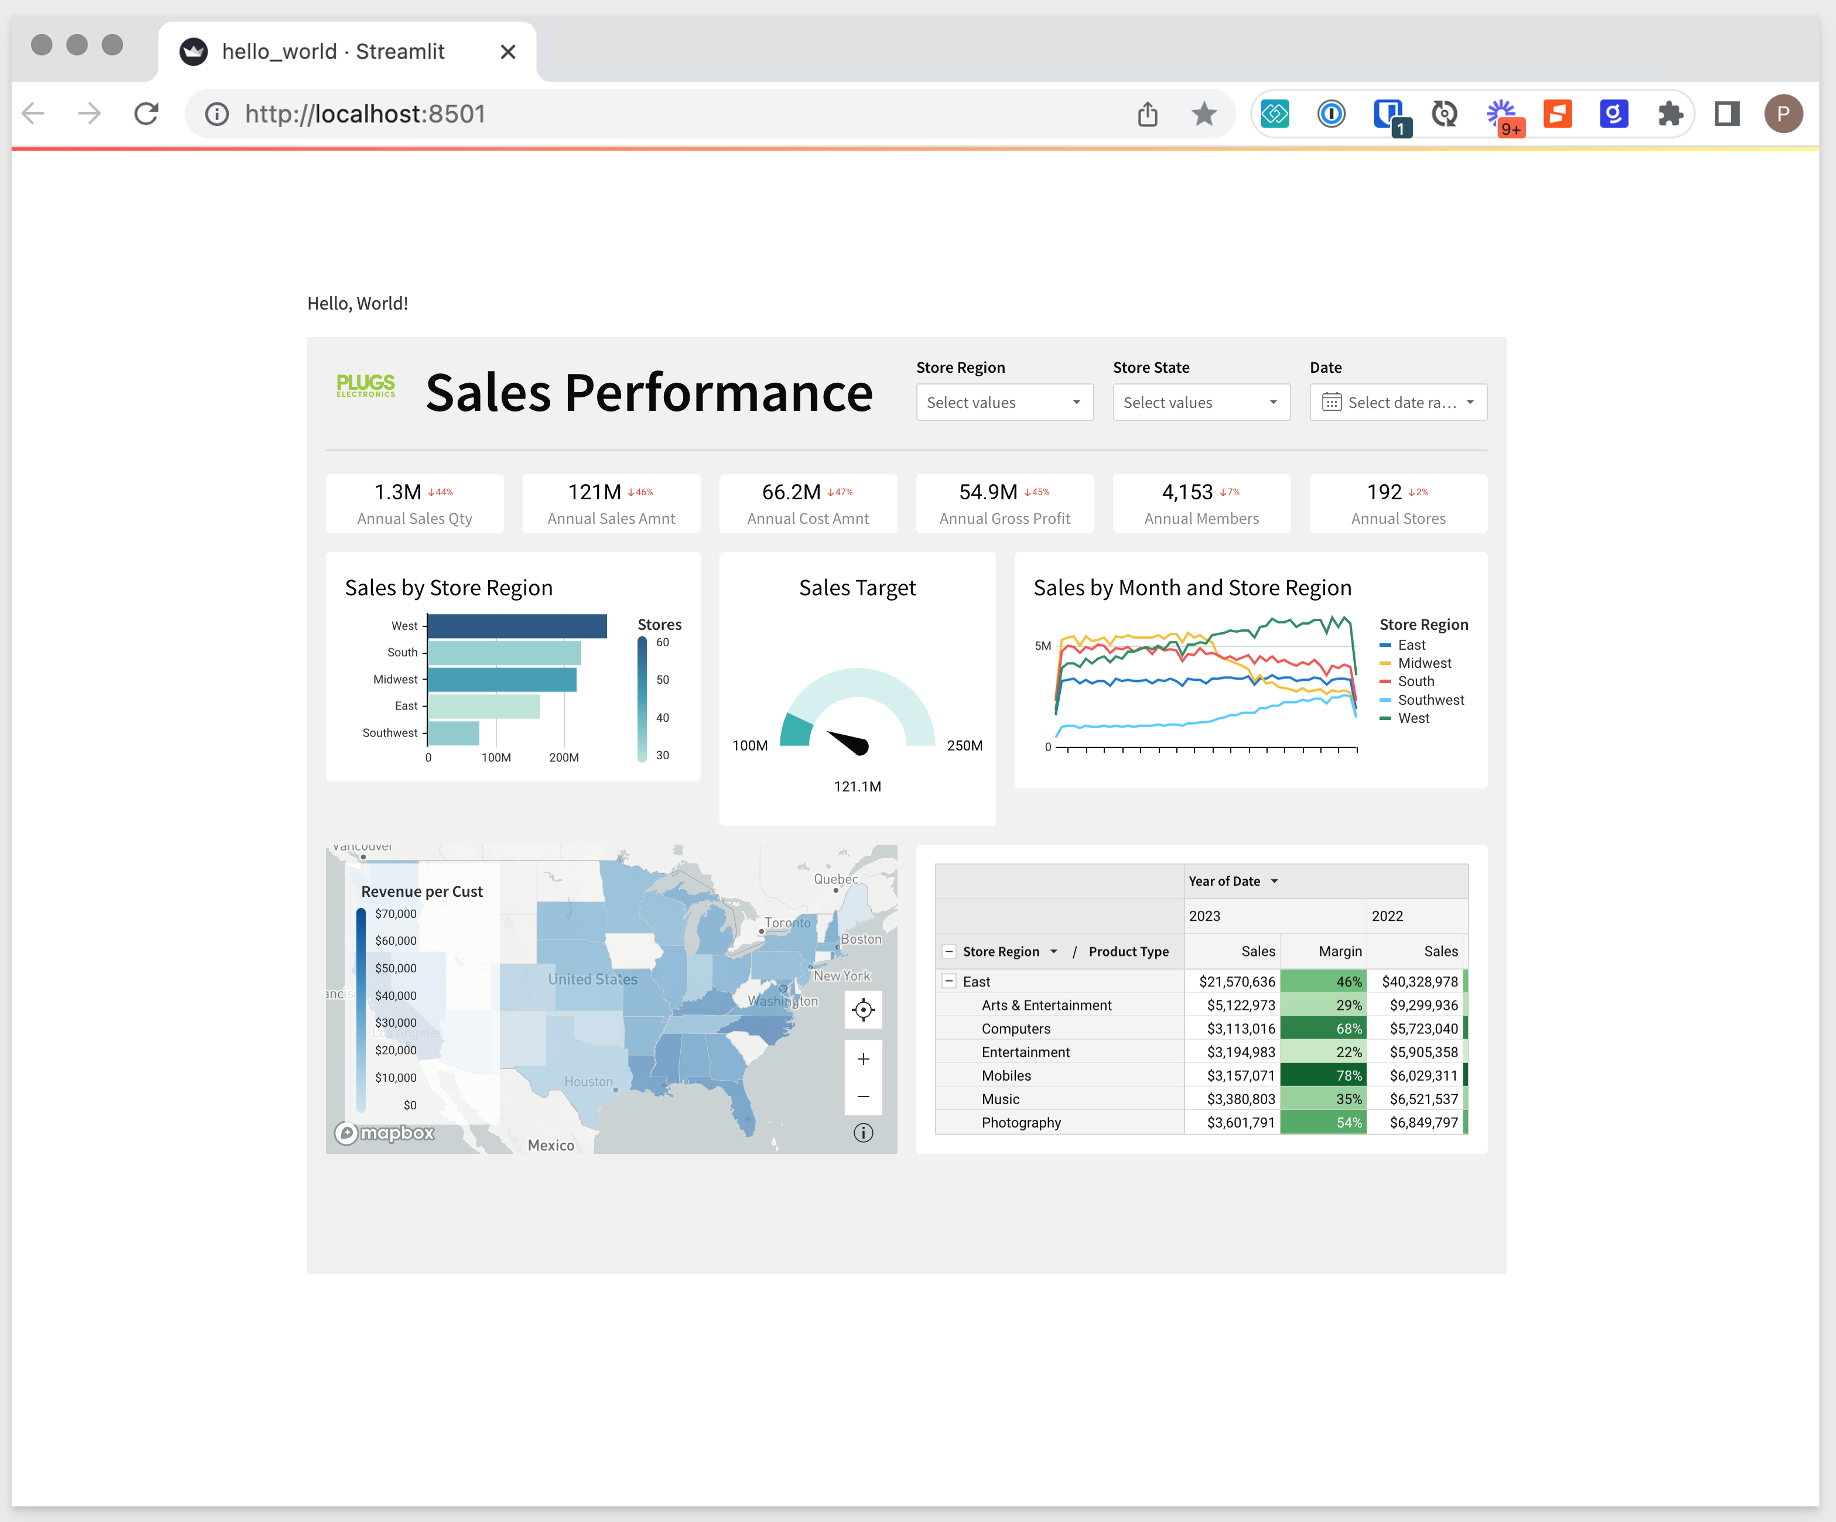 hello_world · Streamlit
http://localhost:8501
1
9+
P
Hello, World!
PLUGS
ELECTRONICS
Sales Performance
Store Region
Select values
Store State
Select values
Date
Select date ra...
1.3M ↓44%
Annual Sales Qty
121M ↓46%
Annual Sales Amnt
66.2M ↓47%
Annual Cost Amnt
54.9M ↓45%
Annual Gross Profit
4,153 ↓7%
Annual Members
192 ↓2%
Annual Stores
Sales by Store Region
West
South
Midwest
East
Southwest
0 100M 200M
Stores
60
50
40
30
Sales Target
100M 250M
121.1M
Sales by Month and Store Region
5M
0
Store Region
East
Midwest
South
Southwest
West
Vancouver
Revenue per Cust
$70,000
$60,000
$50,000
$40,000
$30,000
$20,000
$10,000
$0
Quebec
Toronto
Boston
New York
Washington
United States
Houston
Mexico
mapbox
Year of Date
2023 2022
Store Region / Product Type Sales Margin Sales
East $21,570,636 46% $40,328,978
Arts & Entertainment $5,122,973 29% $9,299,936
Computers $3,113,016 68% $5,723,040
Entertainment $3,194,983 22% $5,905,358
Mobiles $3,157,071 78% $6,029,311
Music $3,380,803 35% $6,521,537
Photography $3,601,791 54% $6,849,797